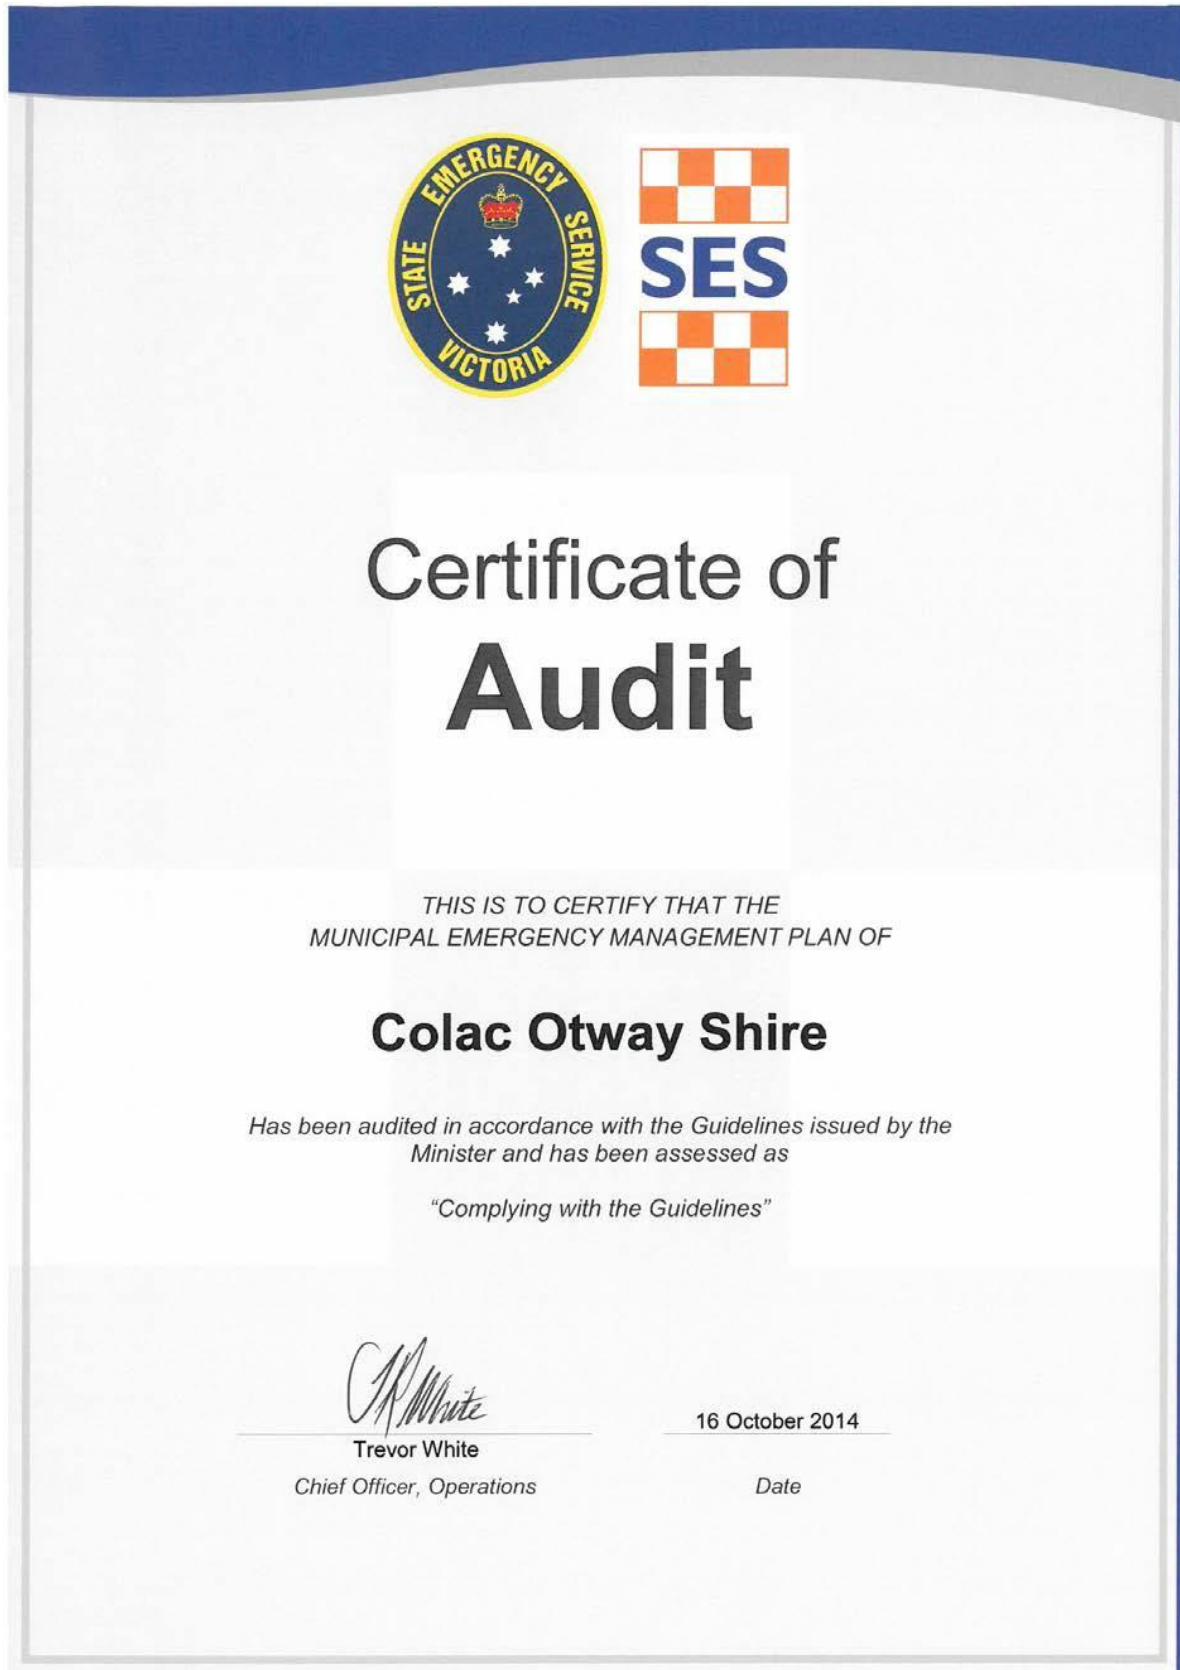 STATE EMERGENCY SERVICE
VICTORIA
SES
Certificate of
Audit
THIS IS TO CERTIFY THAT THE
MUNICIPAL EMERGENCY MANAGEMENT PLAN OF
Colac Otway Shire
Has been audited in accordance with the Guidelines issued by the
Minister and has been assessed as
“Complying with the Guidelines”
TRWhite
16 October 2014
Trevor White
Chief Officer, Operations
Date